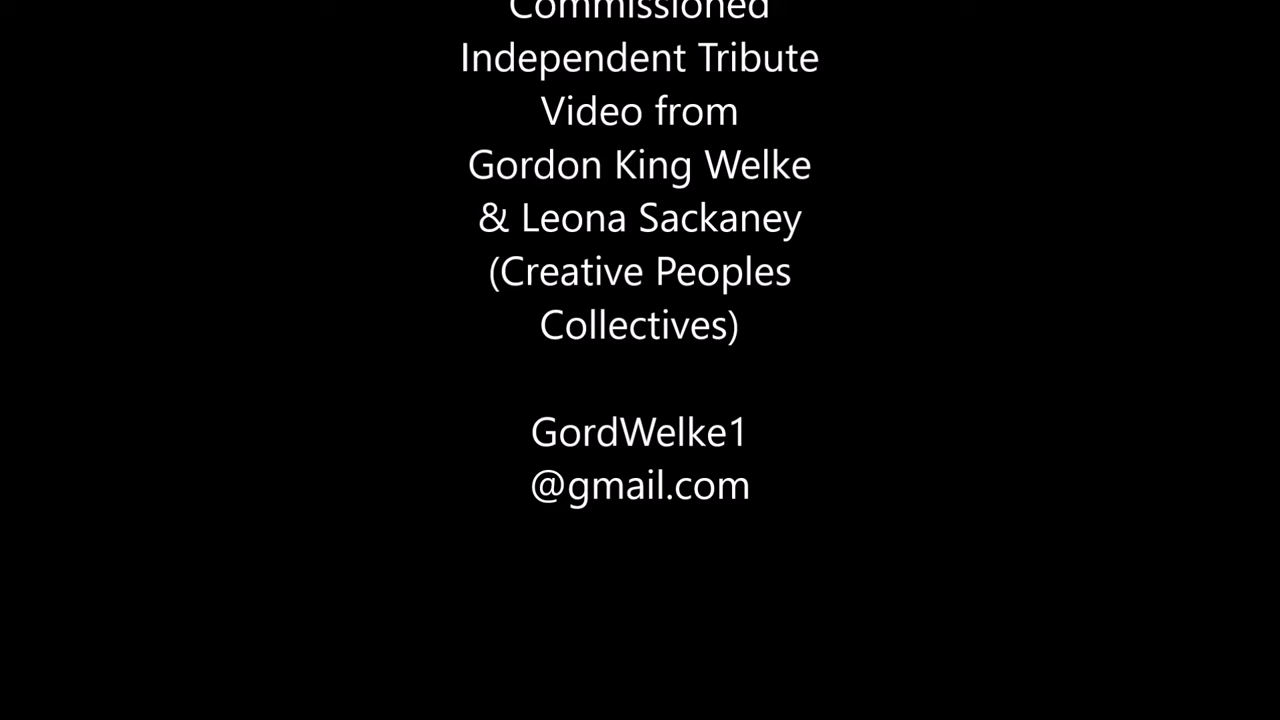 Commissioned
Independent Tribute
Video from
Gordon King Welke
& Leona Sackaney
(Creative Peoples
Collectives)
GordWelke1
@gmail.com